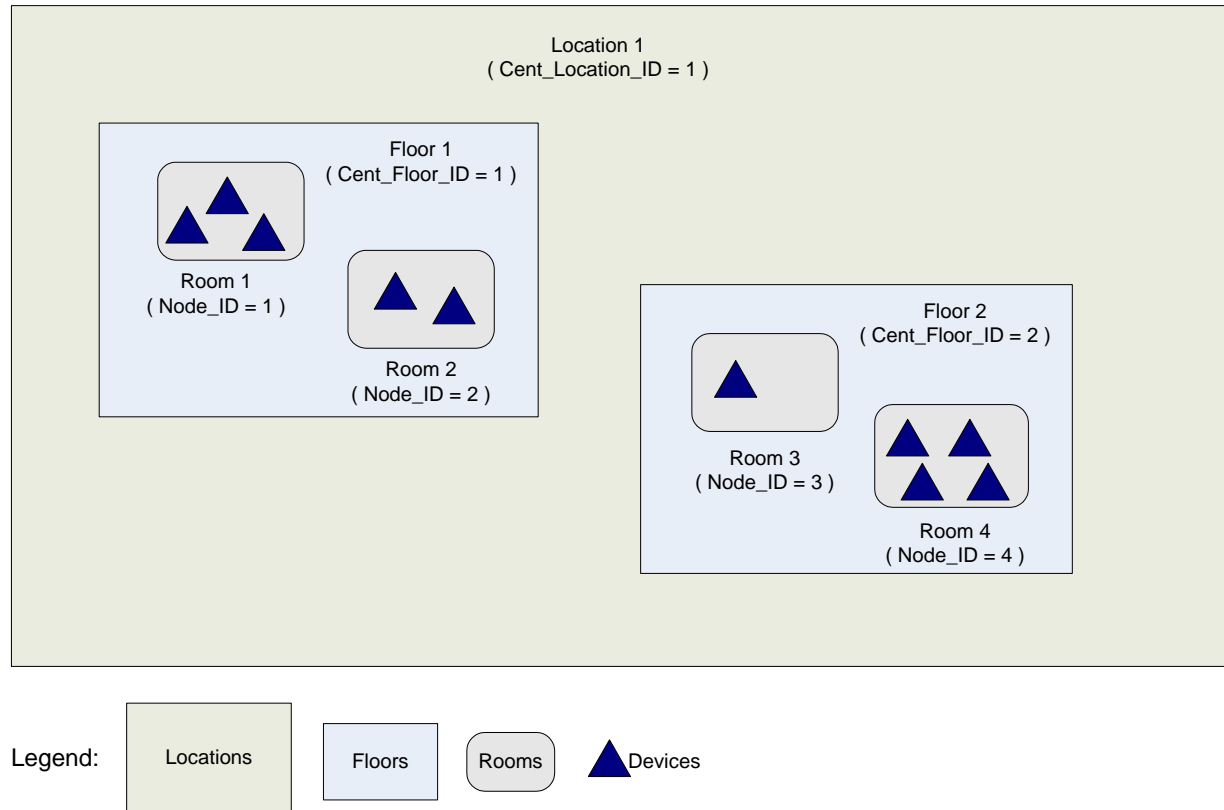 Location 1
( Cent_Location_ID = 1 )
Floor 1
( Cent_Floor_ID = 1 )
Room 1
( Node_ID = 1 )
Room 2
( Node_ID = 2 )
Floor 2
( Cent_Floor_ID = 2 )
Room 3
( Node_ID = 3 )
Room 4
( Node_ID = 4 )
Legend:
Locations
Floors
Rooms
Devices